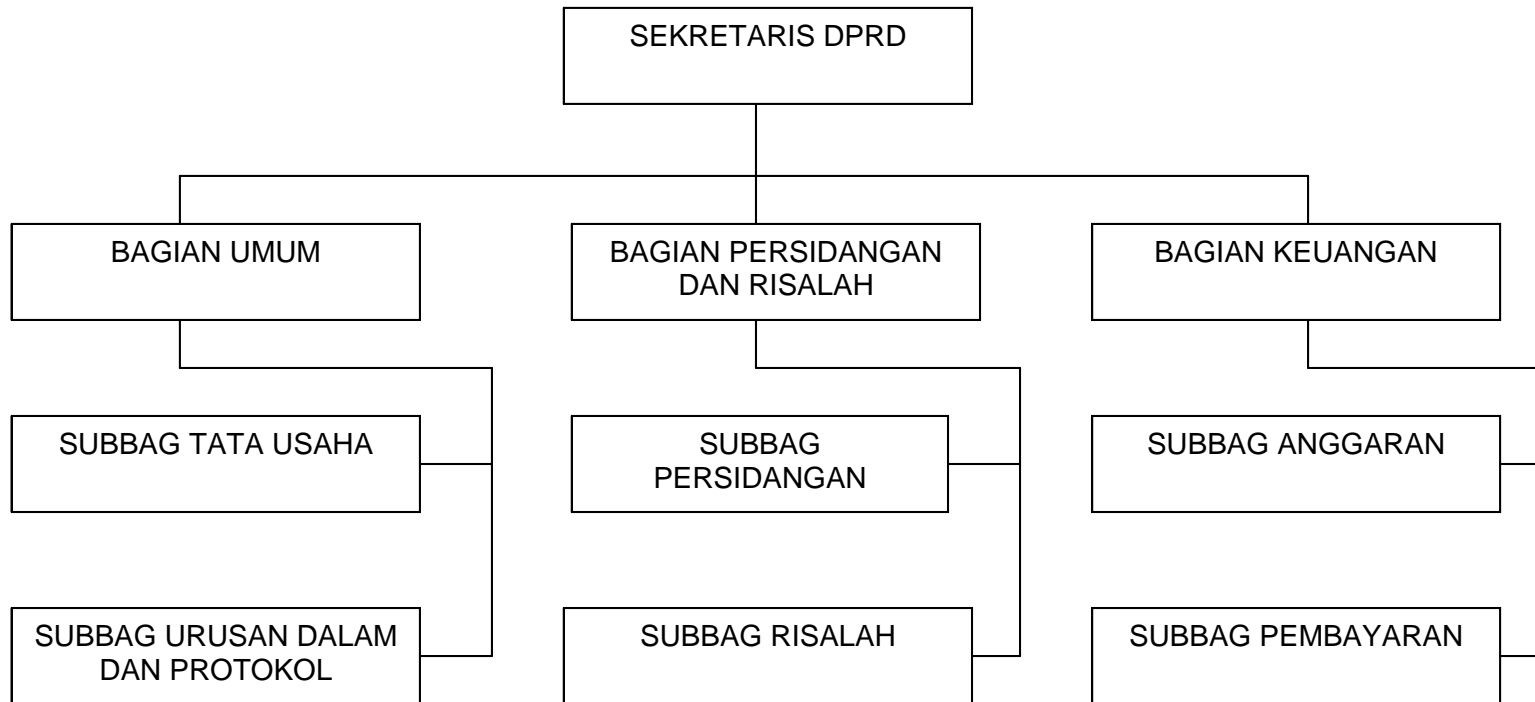 SEKRETARIS DPRD
BAGIAN UMUM
BAGIAN PERSIDANGAN
DAN RISALAH
BAGIAN KEUANGAN
SUBBAG TATA USAHA
SUBBAG
PERSIDANGAN
SUBBAG ANGGARAN
SUBBAG URUSAN DALAM
DAN PROTOKOL
SUBBAG RISALAH
SUBBAG PEMBAYARAN